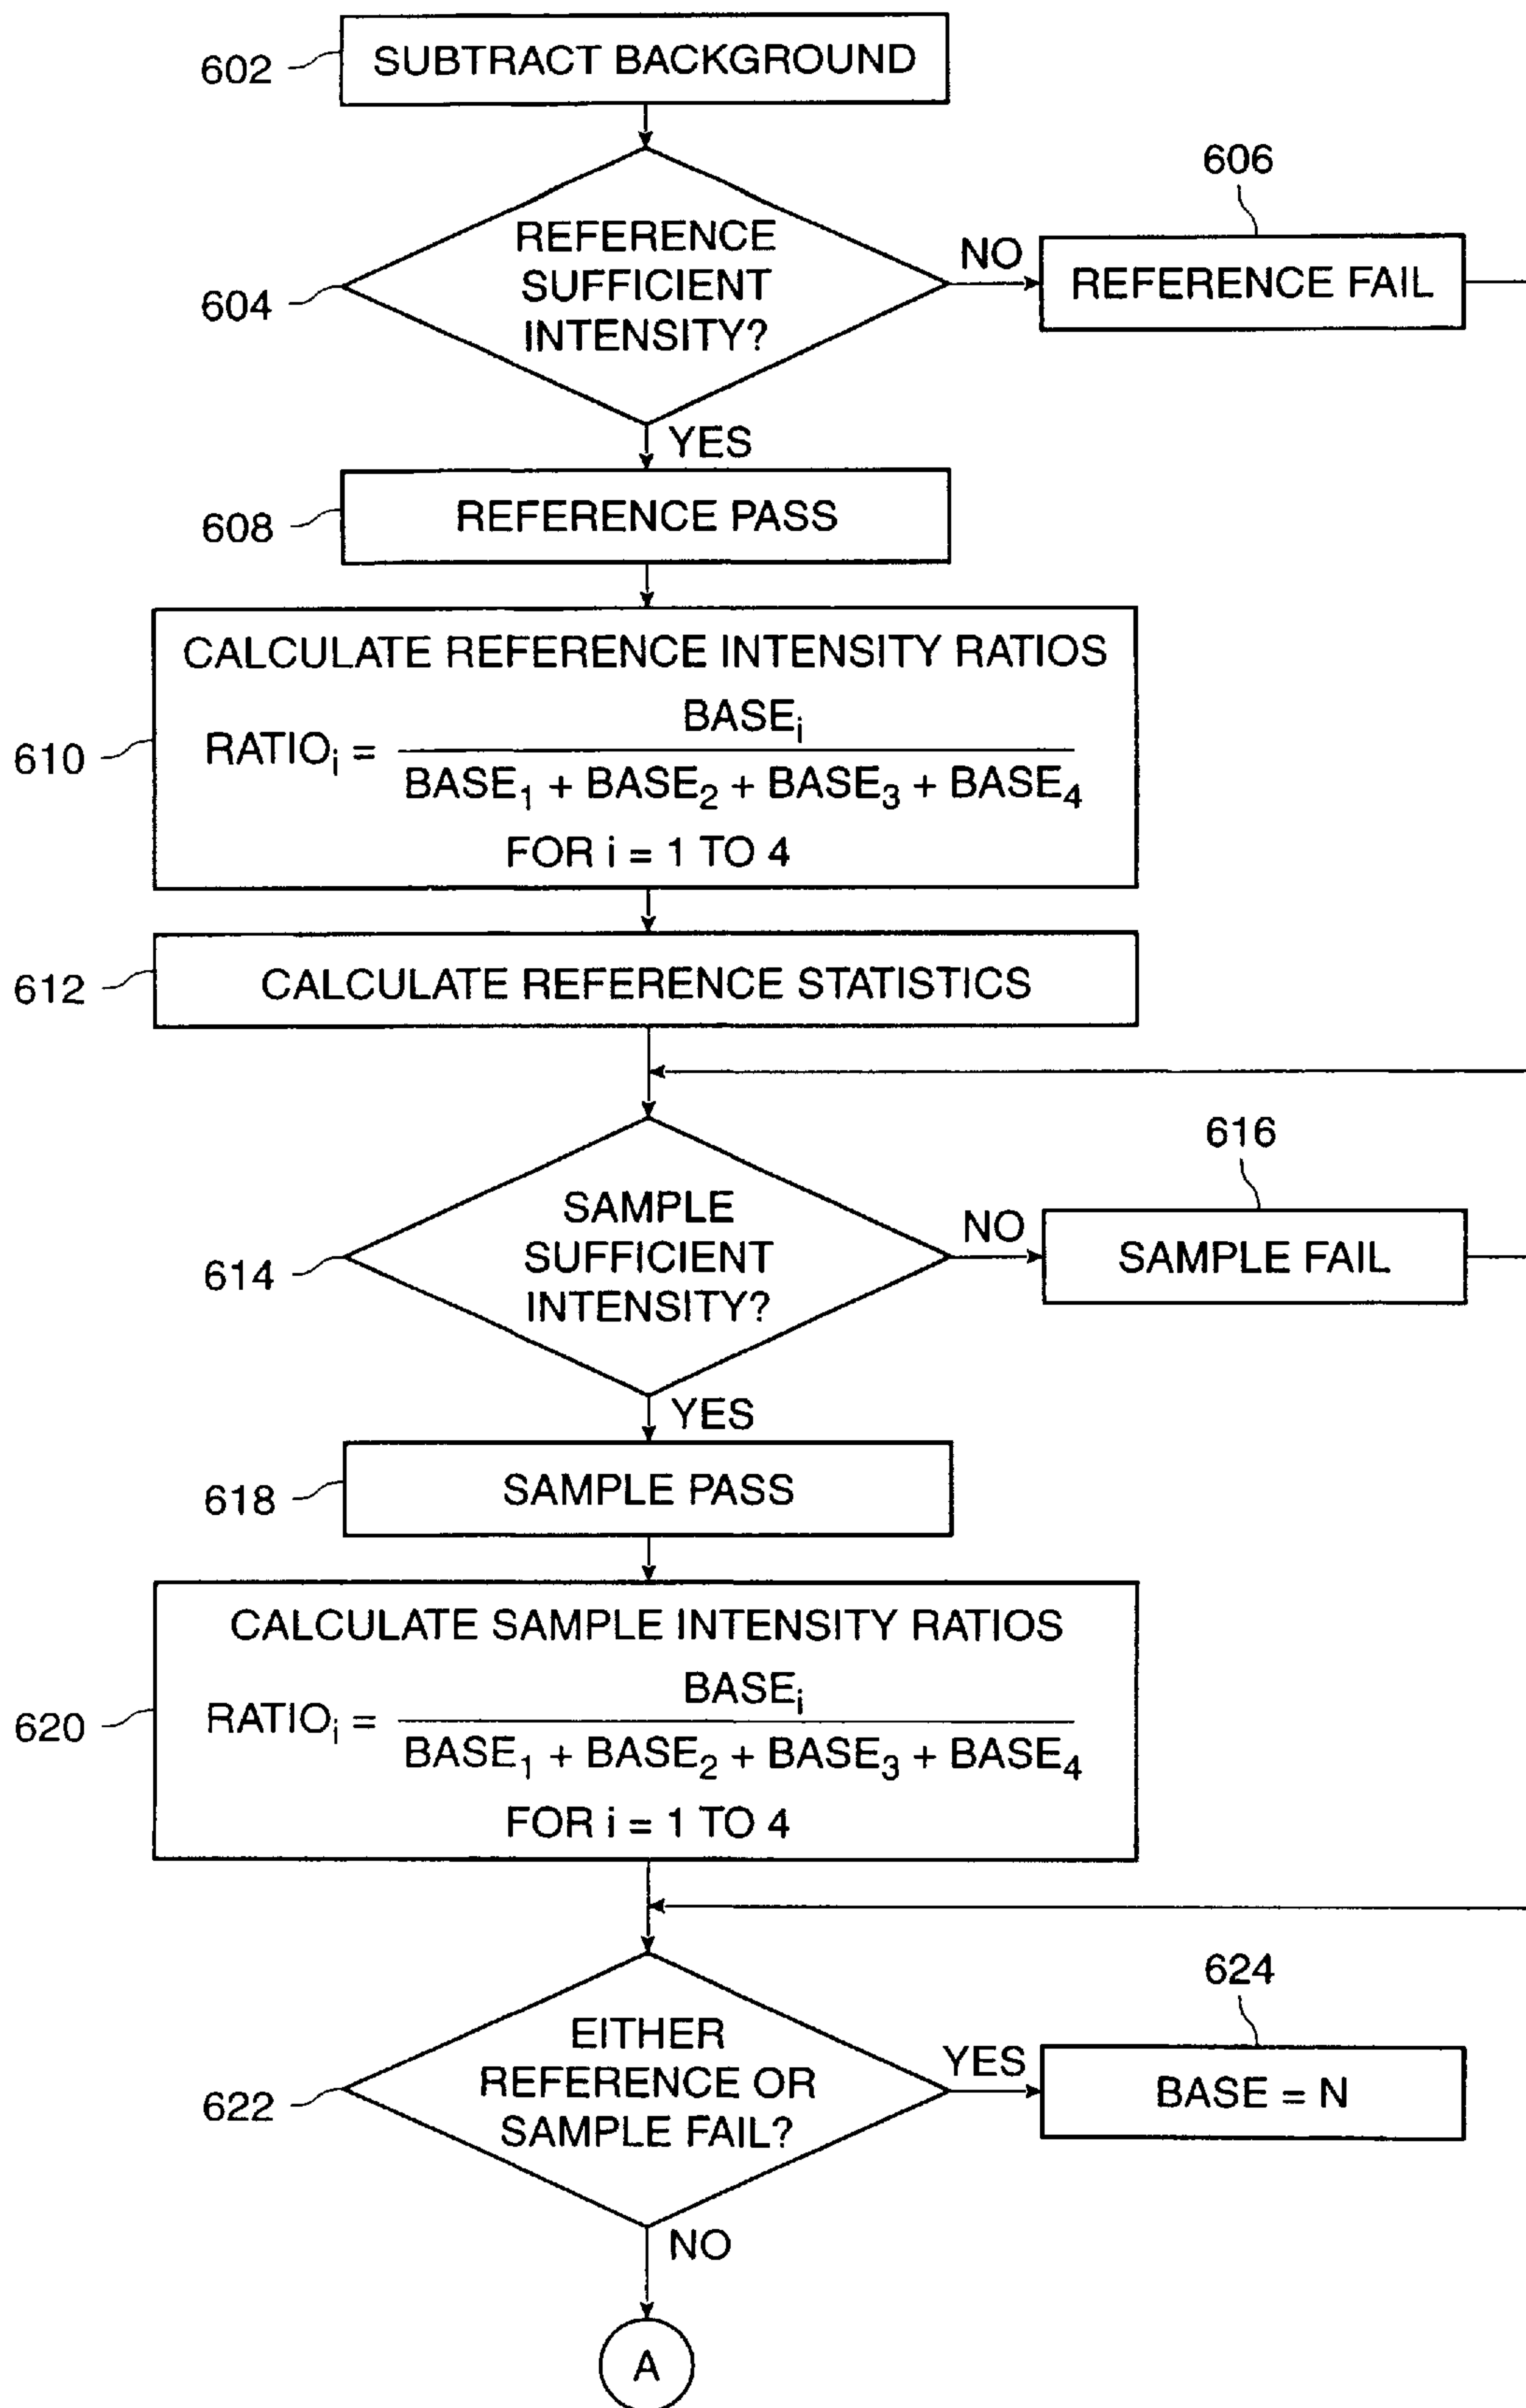 602
SUBTRACT BACKGROUND
606
604
REFERENCE
SUFFICIENT
INTENSITY?
NO
REFERENCE FAIL
YES
608
REFERENCE PASS
610
CALCULATE REFERENCE INTENSITY RATIOS
RATIOᵢ = BASEᵢ
BASE₁ + BASE₂ + BASE₃ + BASE₄
FOR i = 1 TO 4
612
CALCULATE REFERENCE STATISTICS
616
614
SAMPLE
SUFFICIENT
INTENSITY?
NO
SAMPLE FAIL
YES
618
SAMPLE PASS
620
CALCULATE SAMPLE INTENSITY RATIOS
RATIOᵢ = BASEᵢ
BASE₁ + BASE₂ + BASE₃ + BASE₄
FOR i = 1 TO 4
624
622
EITHER
REFERENCE OR
SAMPLE FAIL?
YES
BASE = N
NO
A